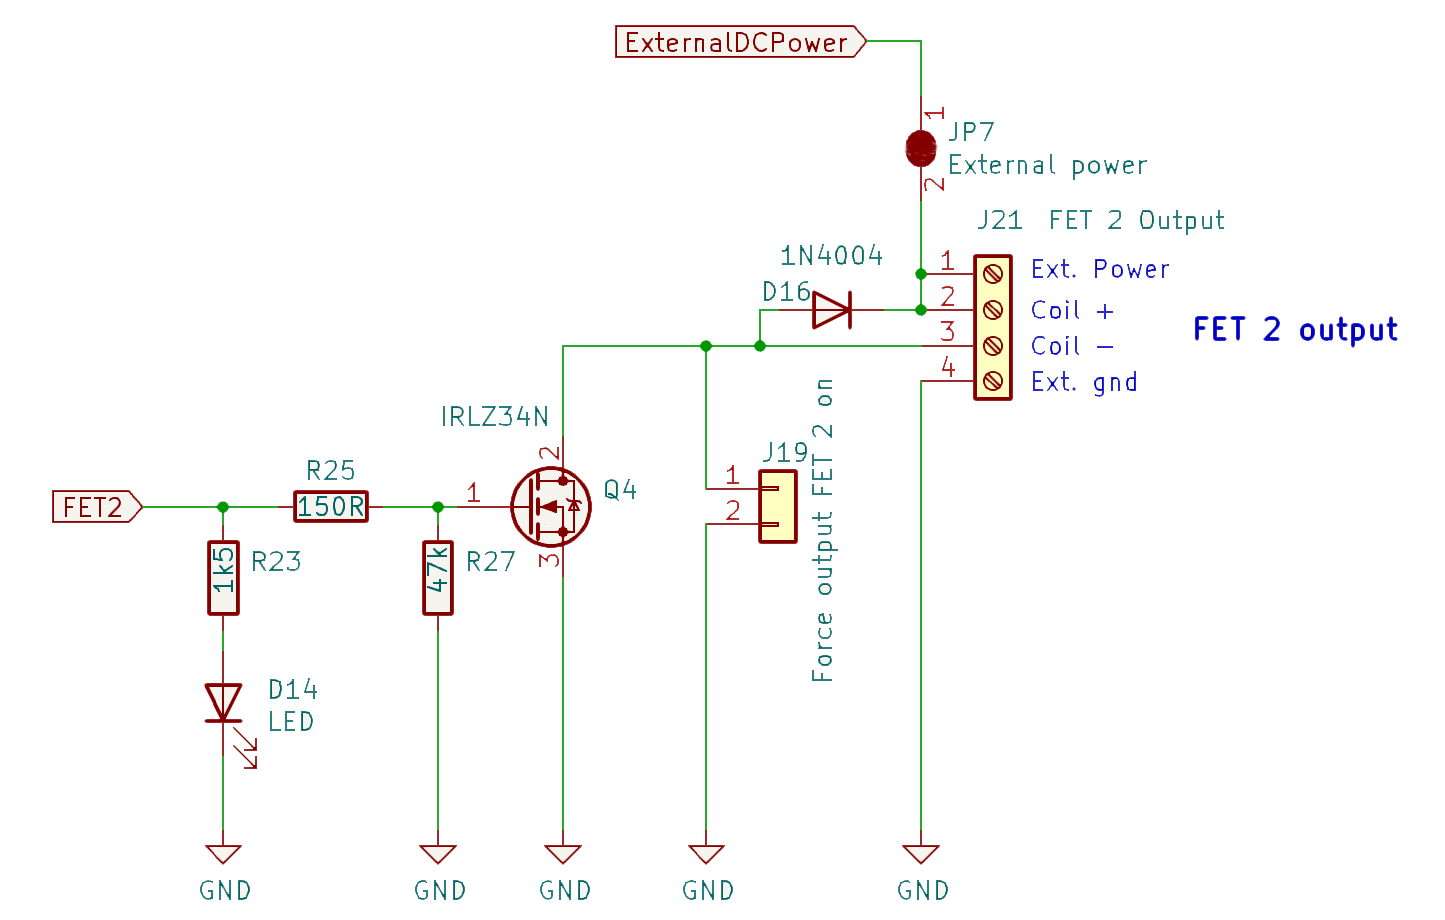 ExternalDCPower
1
JP7
External power
2
J21 FET 2 Output
1N4004
D16
1
Ext. Power
2
Coil +
3
Coil −
4
Ext. gnd
FET 2 output
IRLZ34N
2
Q4
3
1
FET2
R25
150R
1k5
R23
47k
R27
J19
1
2
Force output FET 2 on
D14
LED
GND
GND
GND
GND
GND